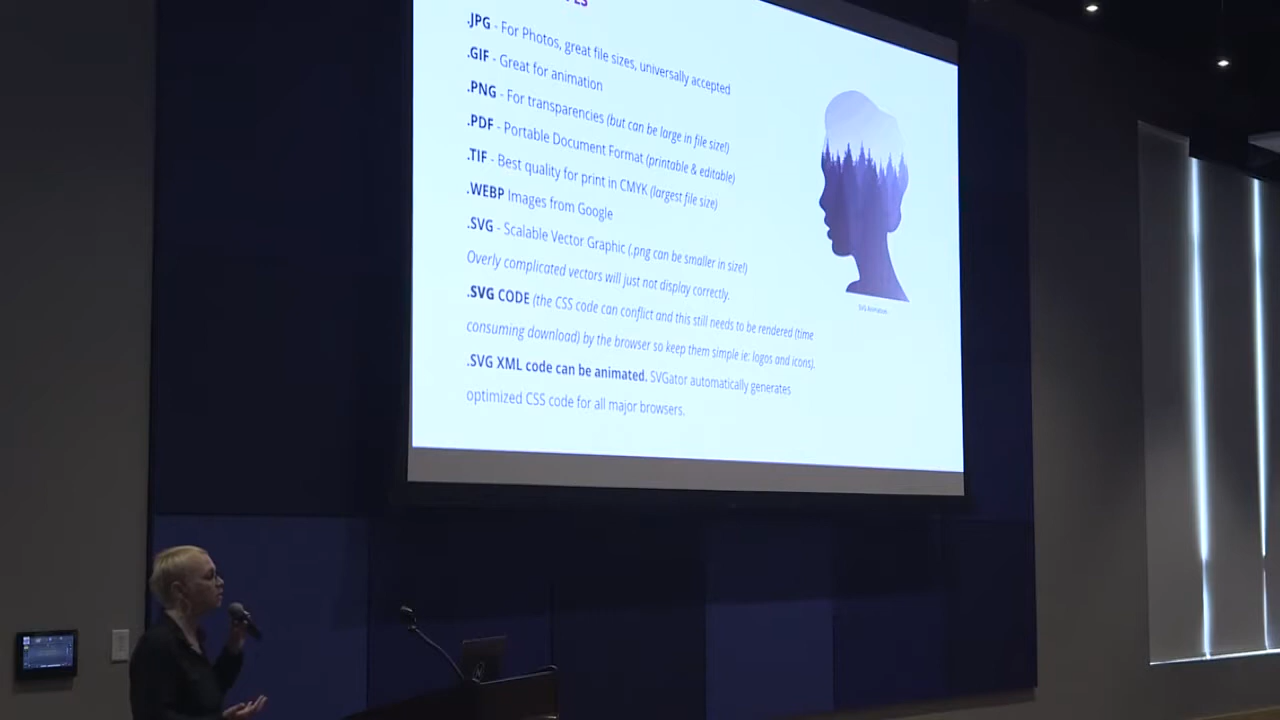 .JPG - For Photos, great file sizes, universally accepted
.GIF - Great for animation
.PNG - For transparencies (but can be large in file size!)
.PDF - Portable Document Format (printable & editable)
.TIF - Best quality for print in CMYK (largest file size)
.WEBP Images from Google
.SVG - Scalable Vector Graphic (.png can be smaller in size!)
Overly complicated vectors will just not display correctly.
.SVG CODE (the CSS code can conflict and this still needs to be rendered (time
consuming download) by the browser so keep them simple ie: logos and icons).
.SVG XML code can be animated. SVGator automatically generates
optimized CSS code for all major browsers.
SVG Animation